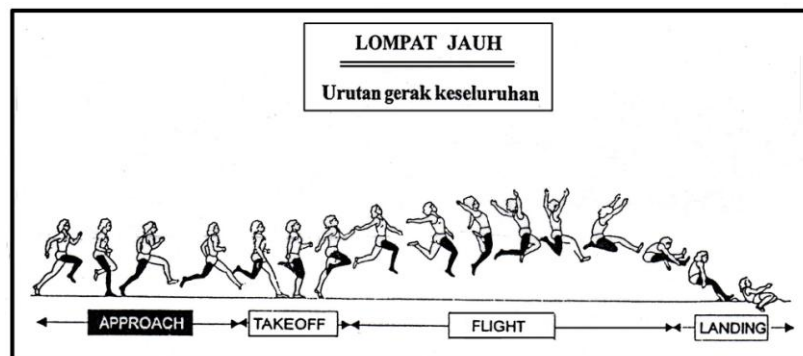 LOMPAT JAUH
Urutan gerak keseluruhan
APPROACH
TAKEOFF
FLIGHT
LANDING